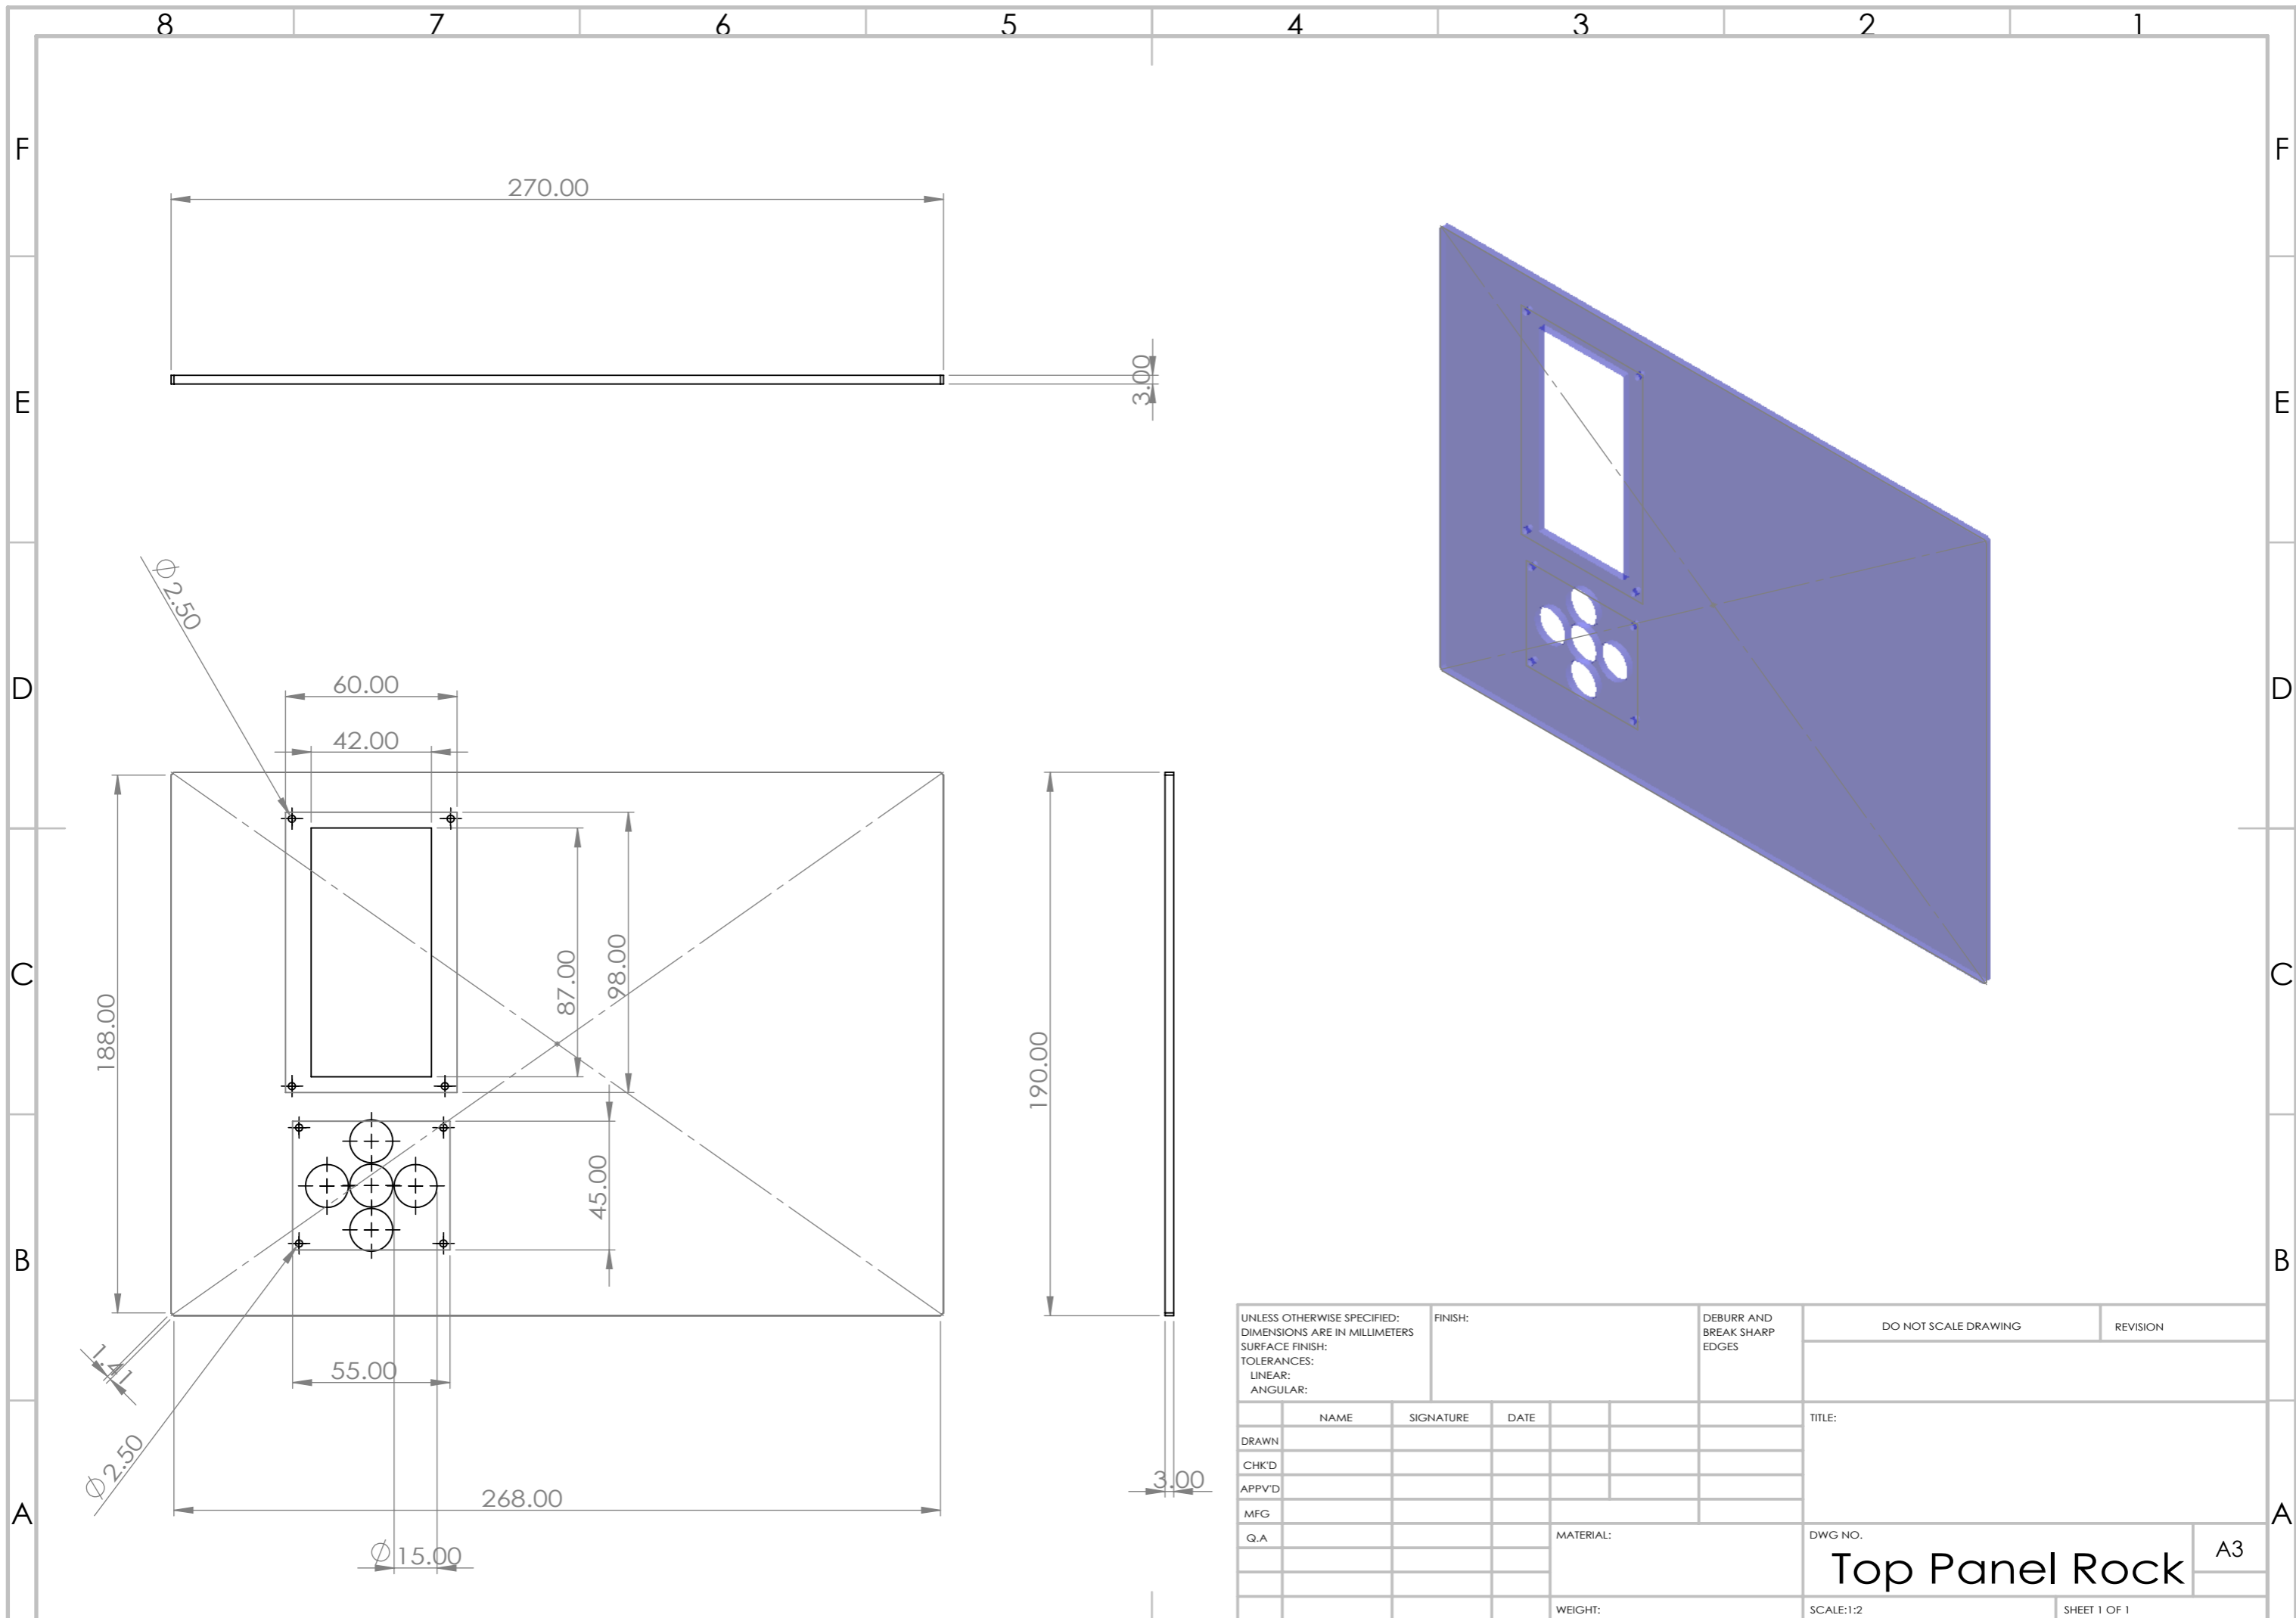 8 7 6 5 4 3 2 1
F F
270.00
3.00
E E
Ø2.50
60.00
D D
42.00
87.00
98.00
C C
188.00
190.00
45.00
B B
1.41
55.00
Ø2.50
268.00
3.00
A A
Ø15.00
UNLESS OTHERWISE SPECIFIED:
DIMENSIONS ARE IN MILLIMETERS
SURFACE FINISH:
TOLERANCES:
LINEAR:
ANGULAR:
FINISH:
DEBURR AND
BREAK SHARP
EDGES
DO NOT SCALE DRAWING
REVISION
NAME SIGNATURE DATE
TITLE:
DRAWN
CHK'D
APPV'D
MFG
Q.A
MATERIAL:
DWG NO.
Top Panel Rock
A3
WEIGHT:
SCALE:1:2
SHEET 1 OF 1